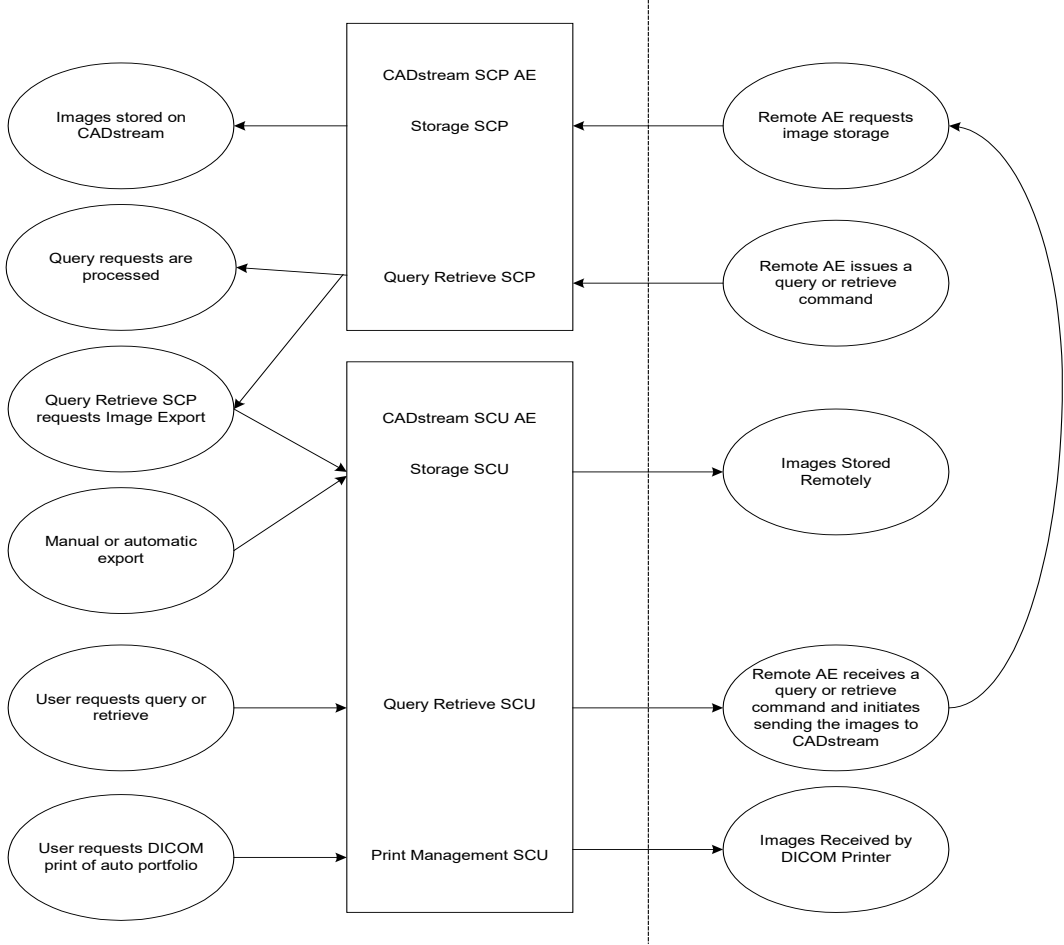 CADstream SCP AE
Images stored on
CADstream
Storage SCP
Remote AE requests
image storage
Query requests are
processed
Query Retrieve SCP
Remote AE issues a
query or retrieve
command
Query Retrieve SCP
requests Image Export
CADstream SCU AE
Storage SCU
Images Stored
Remotely
Manual or automatic
export
User requests query or
retrieve
Query Retrieve SCU
Remote AE receives a
query or retrieve
command and initiates
sending the images to
CADstream
User requests DICOM
print of auto portfolio
Print Management SCU
Images Received by
DICOM Printer